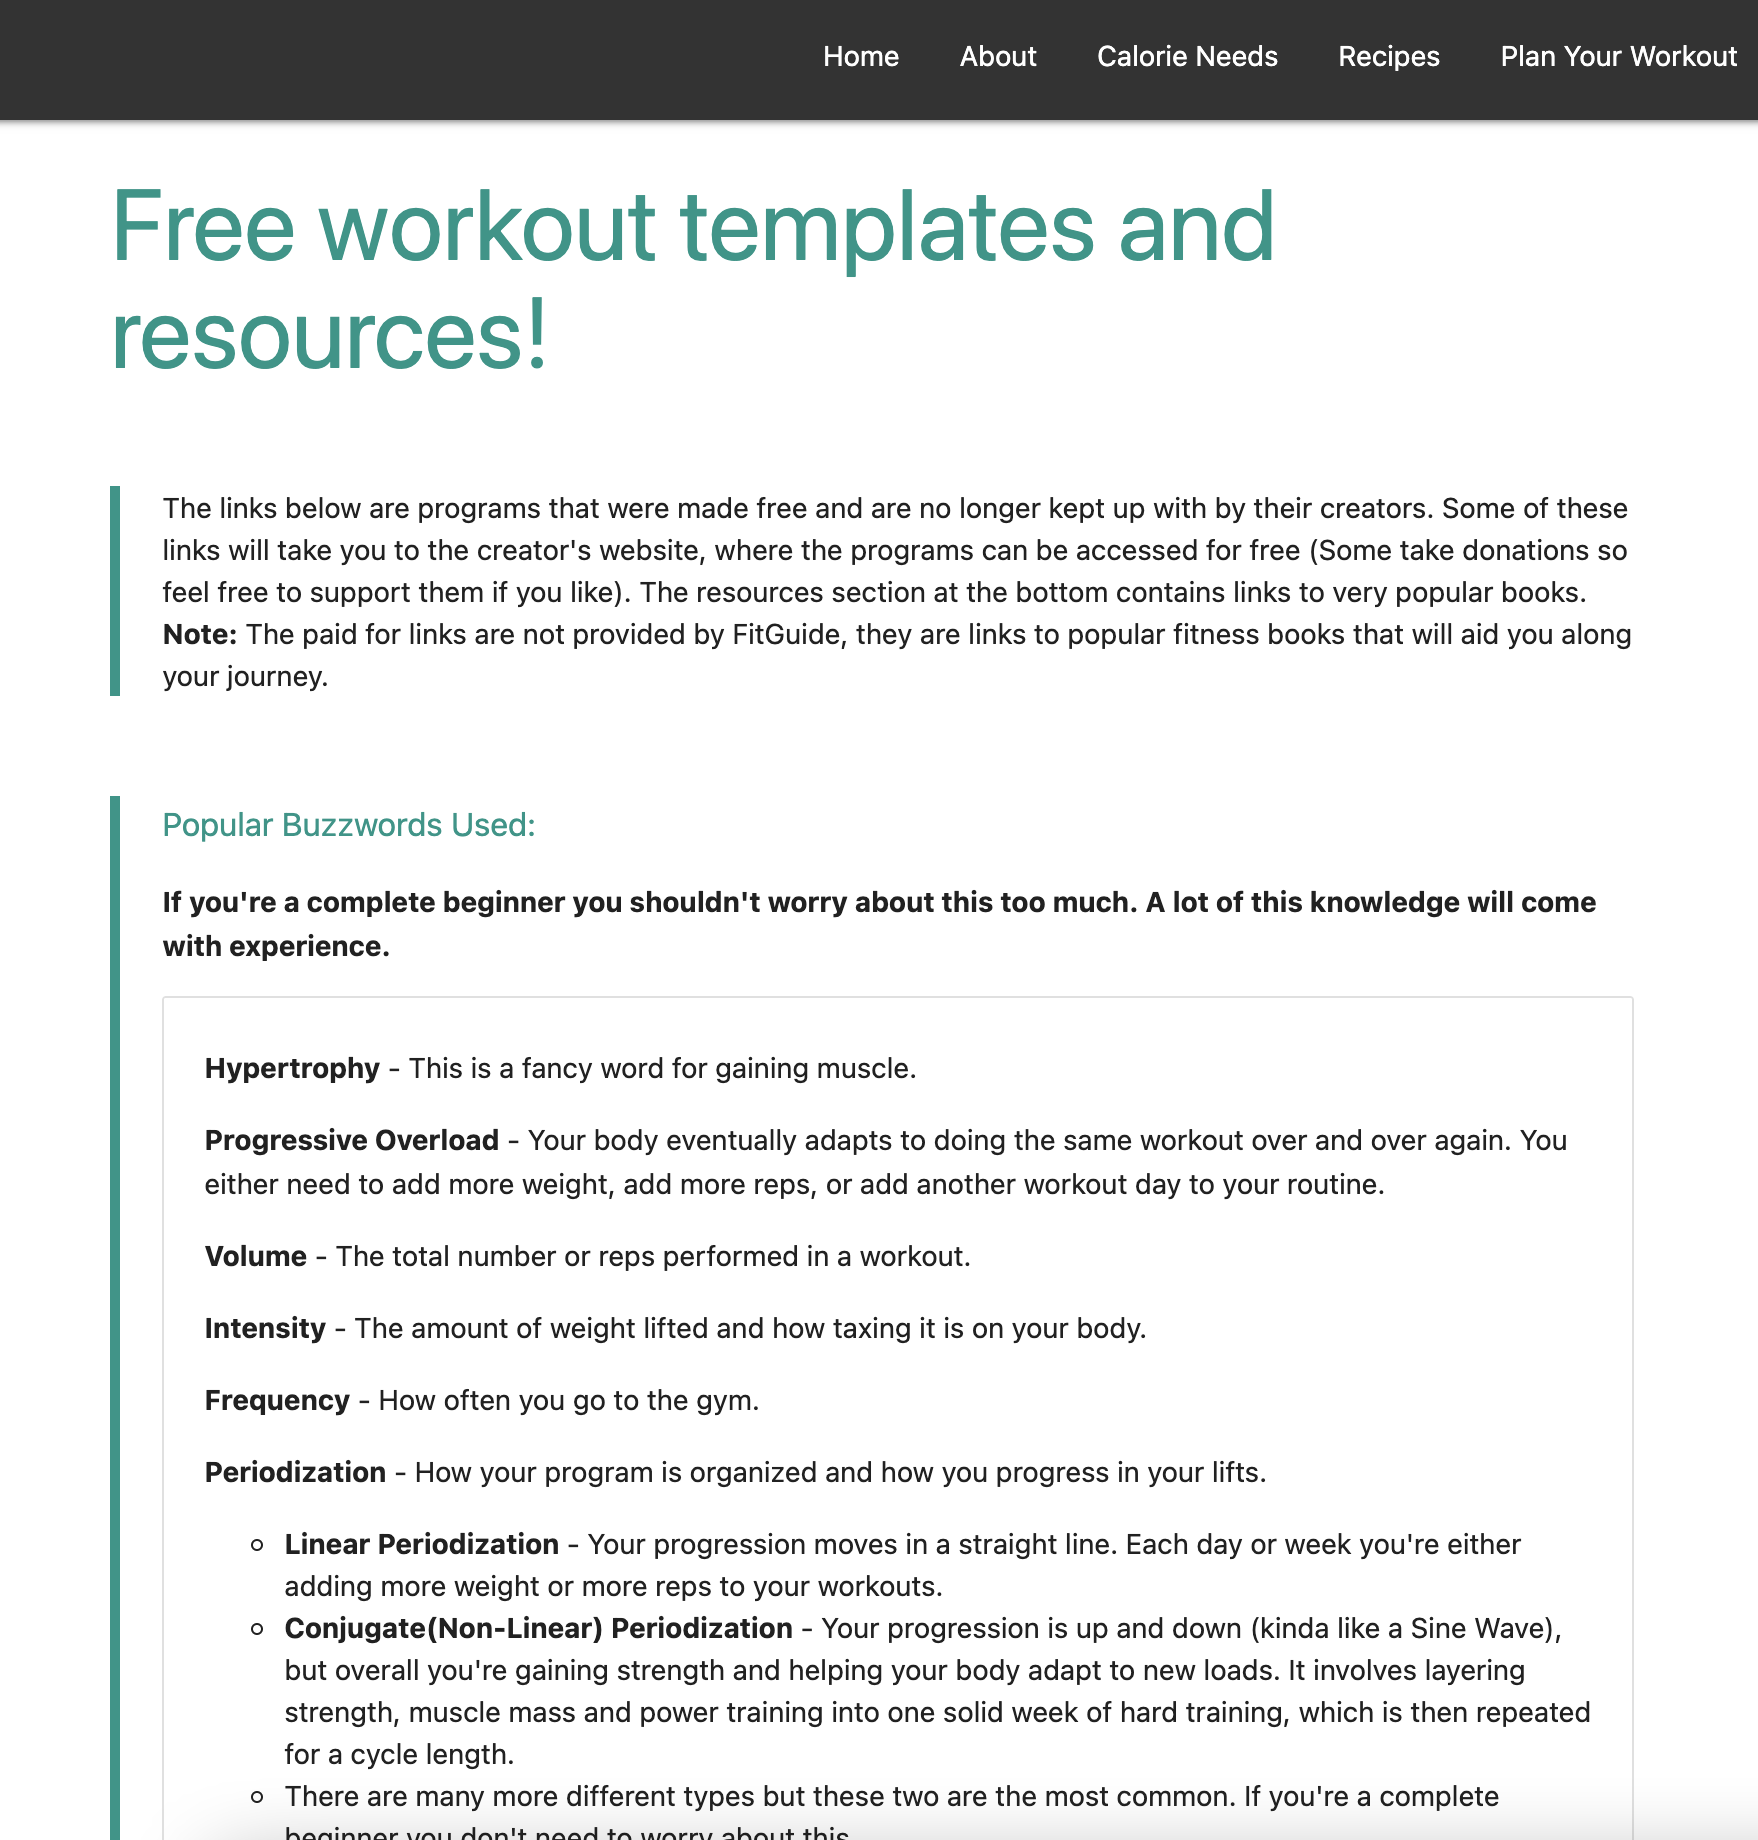 Home About Calorie Needs Recipes Plan Your Workout
Free workout templates and
resources!
The links below are programs that were made free and are no longer kept up with by their creators. Some of these
links will take you to the creator's website, where the programs can be accessed for free (Some take donations so
feel free to support them if you like). The resources section at the bottom contains links to very popular books.
Note: The paid for links are not provided by FitGuide, they are links to popular fitness books that will aid you along
your journey.
Popular Buzzwords Used:
If you're a complete beginner you shouldn't worry about this too much. A lot of this knowledge will come
with experience.
Hypertrophy - This is a fancy word for gaining muscle.
Progressive Overload - Your body eventually adapts to doing the same workout over and over again. You
either need to add more weight, add more reps, or add another workout day to your routine.
Volume - The total number or reps performed in a workout.
Intensity - The amount of weight lifted and how taxing it is on your body.
Frequency - How often you go to the gym.
Periodization - How your program is organized and how you progress in your lifts.
Linear Periodization - Your progression moves in a straight line. Each day or week you're either
adding more weight or more reps to your workouts.
Conjugate(Non-Linear) Periodization - Your progression is up and down (kinda like a Sine Wave),
but overall you're gaining strength and helping your body adapt to new loads. It involves layering
strength, muscle mass and power training into one solid week of hard training, which is then repeated
for a cycle length.
There are many more different types but these two are the most common. If you're a complete
beginner you don't need to worry about this.